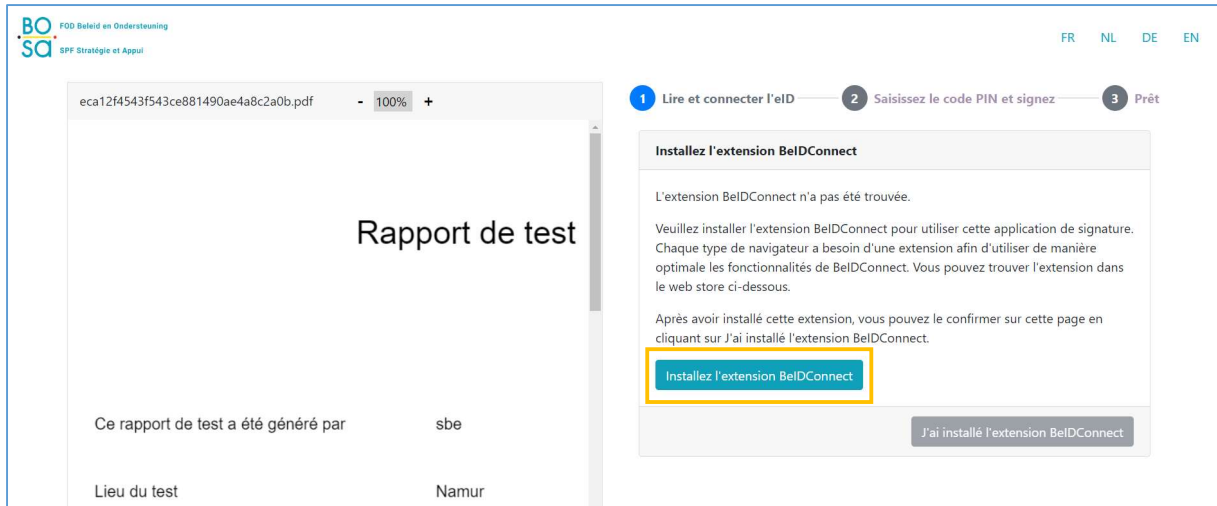 BOSA
FOD Beleid en Ondersteuning
SPF Stratégie et Appui
FR NL DE EN
eca12f4543f543ce881490ae4a8c2a0b.pdf - 100% +
1 Lire et connecter l'eID 2 Saisissez le code PIN et signez 3 Prêt
Rapport de test
Ce rapport de test a été généré par sbe
Lieu du test Namur
Installez l'extension BeIDConnect
L'extension BeIDConnect n'a pas été trouvée.
Veuillez installer l'extension BeIDConnect pour utiliser cette application de signature.
Chaque type de navigateur a besoin d'une extension afin d'utiliser de manière
optimale les fonctionnalités de BeIDConnect. Vous pouvez trouver l'extension dans
le web store ci-dessous.
Après avoir installé cette extension, vous pouvez le confirmer sur cette page en
cliquant sur J'ai installé l'extension BeIDConnect.
Installez l'extension BeIDConnect
J'ai installé l'extension BeIDConnect